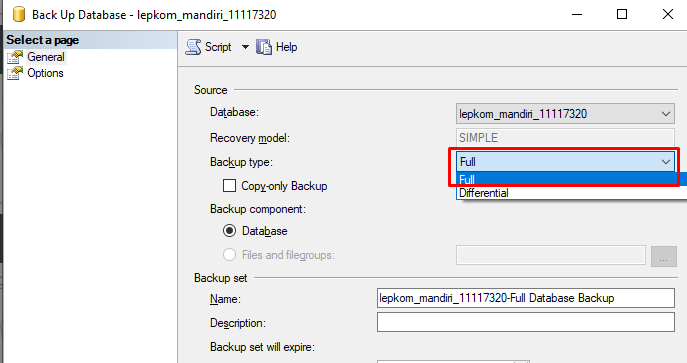 Back Up Database - lepkom_mandiri_11117320
Select a page
General
Options
Script Help
Source
Database: lepkom_mandiri_11117320
Recovery model: SIMPLE
Backup type: Full
Full
Differential
Copy-only Backup
Backup component:
Database
Files and filegroups: ...
Backup set
Name: lepkom_mandiri_11117320-Full Database Backup
Description:
Backup set will expire: